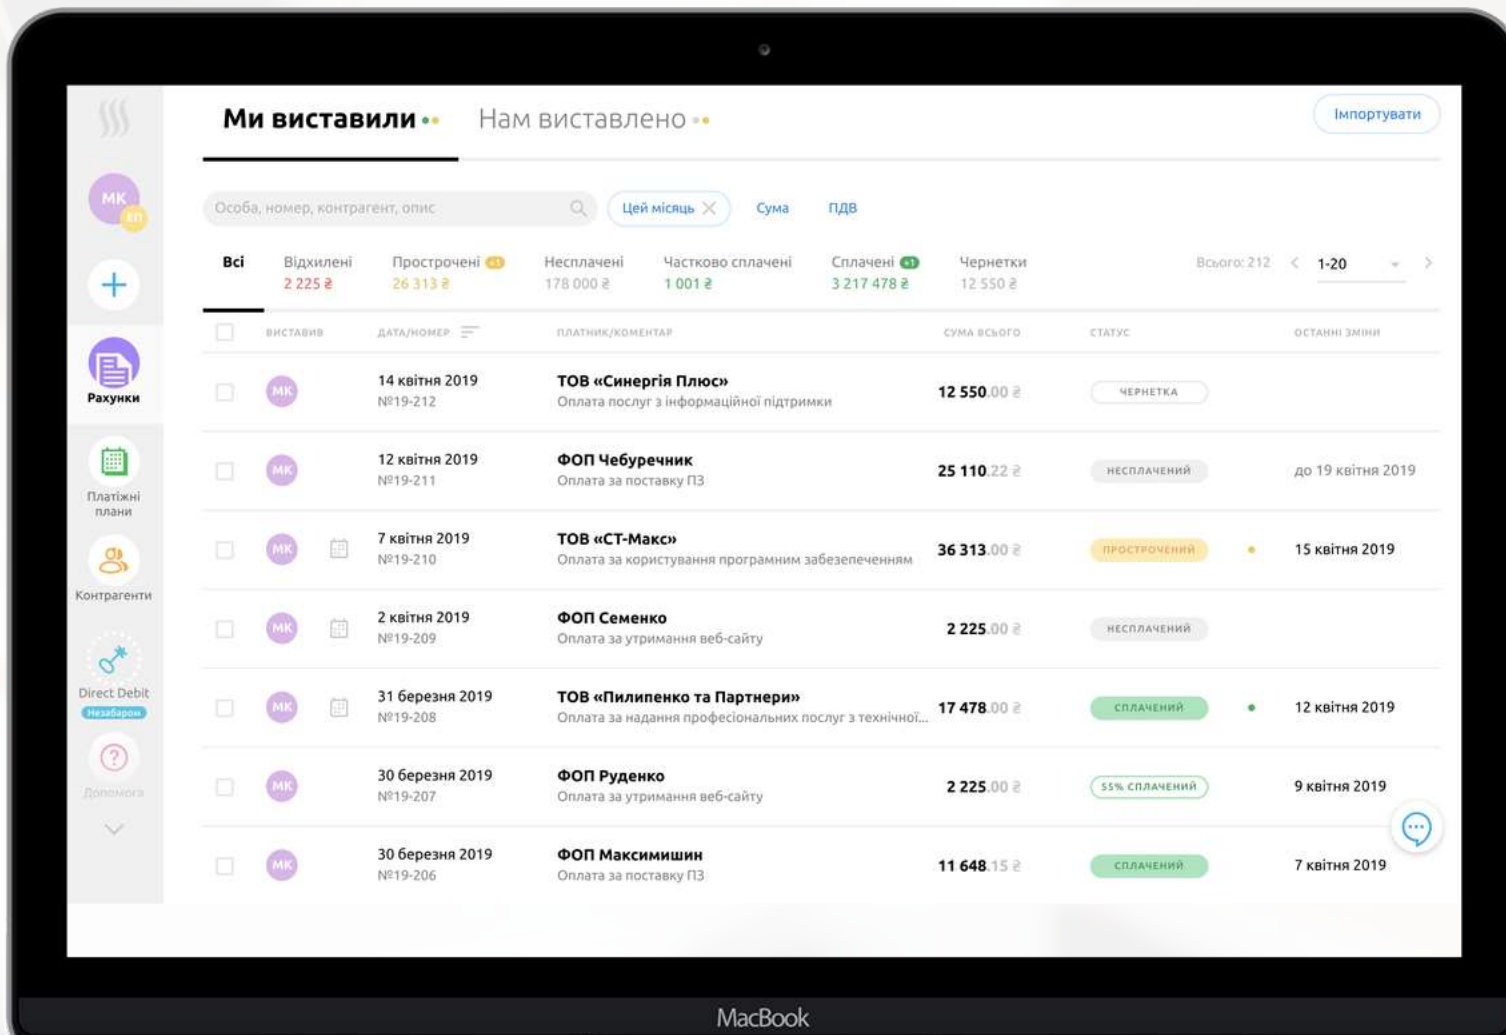 Ми виставили
Нам виставлено
Імпортувати
МК
КП
Особа, номер, контрагент, опис
Цей місяць
Сума
ПДВ
Всі
Відхилені
2 225 ₴
Прострочені +1
26 313 ₴
Несплачені
178 000 ₴
Частково сплачені
1 001 ₴
Сплачені +1
3 217 478 ₴
Чернетки
12 550 ₴
Всього: 212
1-20
ВИСТАВИВ
ДАТА/НОМЕР
ПЛАТНИК/КОМЕНТАР
СУМА ВСЬОГО
СТАТУС
ОСТАННІ ЗМІНИ
Рахунки
Платіжні
плани
Контрагенти
Direct Debit
Незабаром
Допомога
МК
14 квітня 2019
№19-212
ТОВ «Синергія Плюс»
Оплата послуг з інформаційної підтримки
12 550.00 ₴
ЧЕРНЕТКА
МК
12 квітня 2019
№19-211
ФОП Чебуречник
Оплата за поставку ПЗ
25 110.22 ₴
НЕСПЛАЧЕНИЙ
до 19 квітня 2019
МК
7 квітня 2019
№19-210
ТОВ «СТ-Макс»
Оплата за користування програмним забезепеченням
36 313.00 ₴
ПРОСТРОЧЕНИЙ
15 квітня 2019
МК
2 квітня 2019
№19-209
ФОП Семенко
Оплата за утримання веб-сайту
2 225.00 ₴
НЕСПЛАЧЕНИЙ
МК
31 березня 2019
№19-208
ТОВ «Пилипенко та Партнери»
Оплата за надання професіональних послуг з технічної...
17 478.00 ₴
СПЛАЧЕНИЙ
12 квітня 2019
МК
30 березня 2019
№19-207
ФОП Руденко
Оплата за утримання веб-сайту
2 225.00 ₴
55% СПЛАЧЕНИЙ
9 квітня 2019
МК
30 березня 2019
№19-206
ФОП Максимишин
Оплата за поставку ПЗ
11 648.15 ₴
СПЛАЧЕНИЙ
7 квітня 2019
MacBook